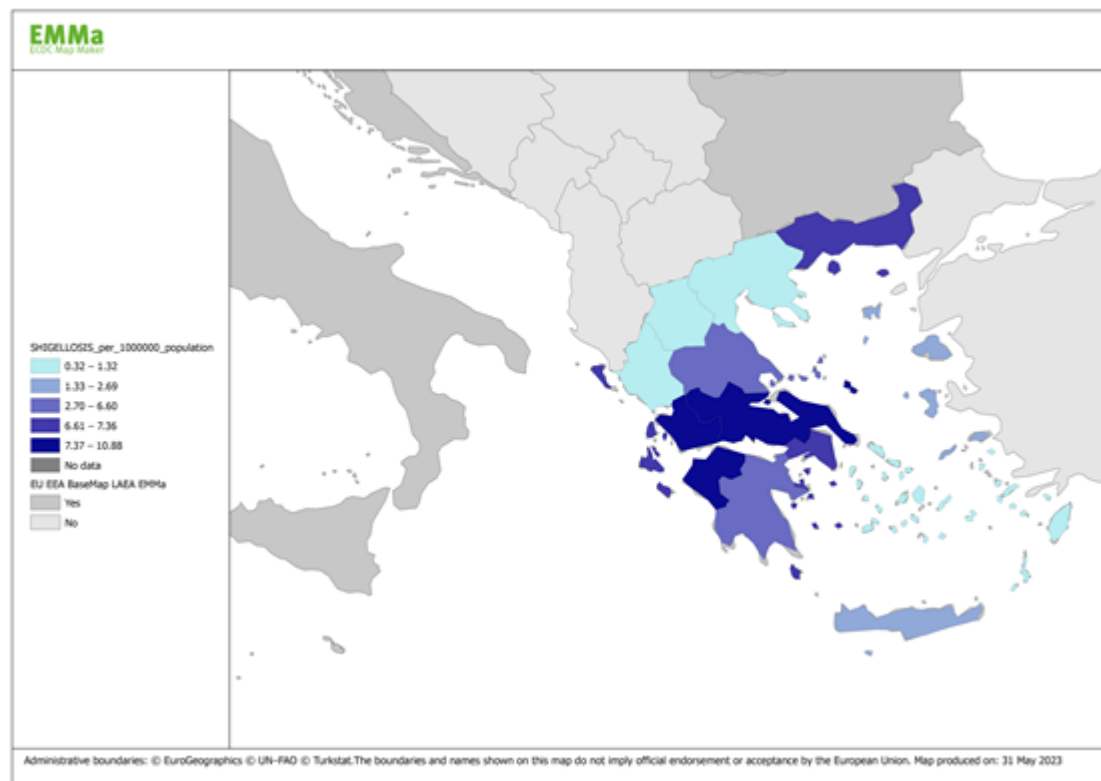 EMMa
ECDC Map Maker
SHIGELLOSIS_per_1000000_population
0.32 – 1.32
1.33 – 2.69
2.70 – 6.60
6.61 – 7.36
7.37 – 10.88
No data
EU EEA BaseMap LAEA EMMa
Yes
No
Administrative boundaries: © EuroGeographics © UN–FAO © Turkstat.The boundaries and names shown on this map do not imply official endorsement or acceptance by the European Union. Map produced on: 31 May 2023